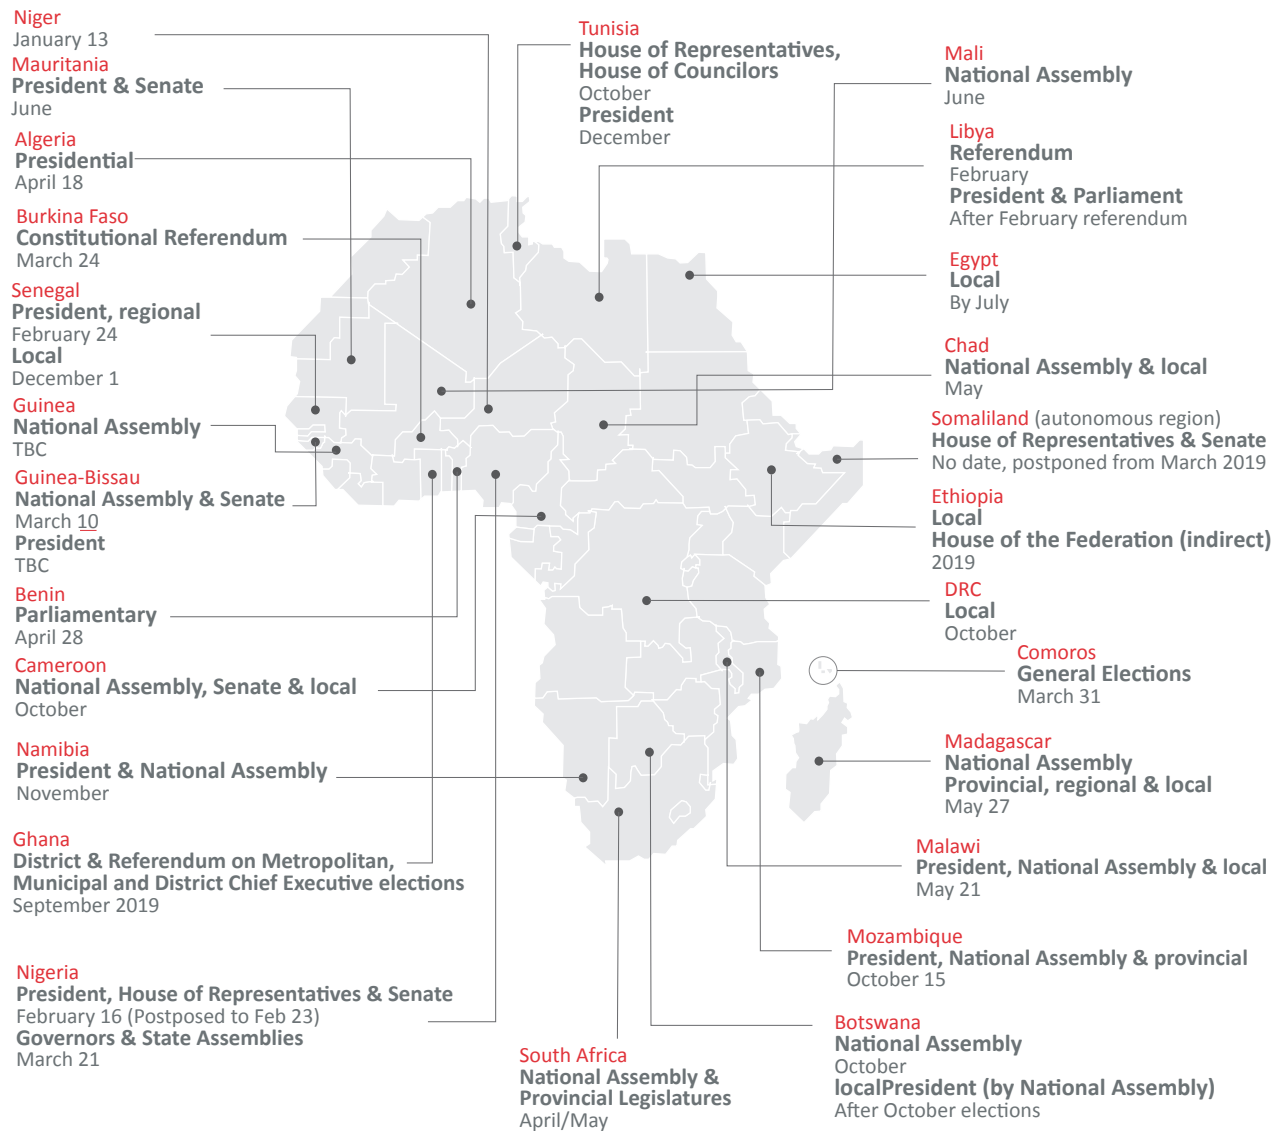 Niger
January 13
Mauritania
President & Senate
June
Algeria
Presidential
April 18
Burkina Faso
Constitutional Referendum
March 24
Senegal
President, regional
February 24
Local
December 1
Guinea
National Assembly
TBC
Guinea-Bissau
National Assembly & Senate
March 10
President
TBC
Benin
Parliamentary
April 28
Cameroon
National Assembly, Senate & local
October
Namibia
President & National Assembly
November
Ghana
District & Referendum on Metropolitan,
Municipal and District Chief Executive elections
September 2019
Nigeria
President, House of Representatives & Senate
February 16 (Postposed to Feb 23)
Governors & State Assemblies
March 21
Tunisia
House of Representatives,
House of Councilors
October
President
December
South Africa
National Assembly &
Provincial Legislatures
April/May
Mali
National Assembly
June
Libya
Referendum
February
President & Parliament
After February referendum
Egypt
Local
By July
Chad
National Assembly & local
May
Somaliland (autonomous region)
House of Representatives & Senate
No date, postponed from March 2019
Ethiopia
Local
House of the Federation (indirect)
2019
DRC
Local
October
Comoros
General Elections
March 31
Madagascar
National Assembly
Provincial, regional & local
May 27
Malawi
President, National Assembly & local
May 21
Mozambique
President, National Assembly & provincial
October 15
Botswana
National Assembly
October
localPresident (by National Assembly)
After October elections